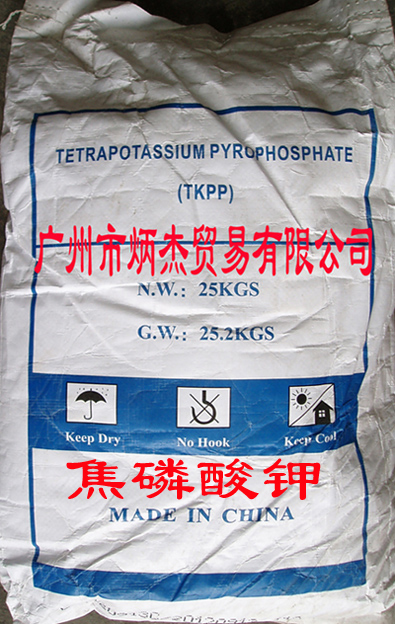 TETRAPOTASSIUM PYROPHOSPHATE
(TKPP)
广州市炳杰贸易有限公司
N.W.: 25KGS
G.W.: 25.2KGS
Keep Dry
No Hook
Keep Cool
焦磷酸钾
MADE IN CHINA